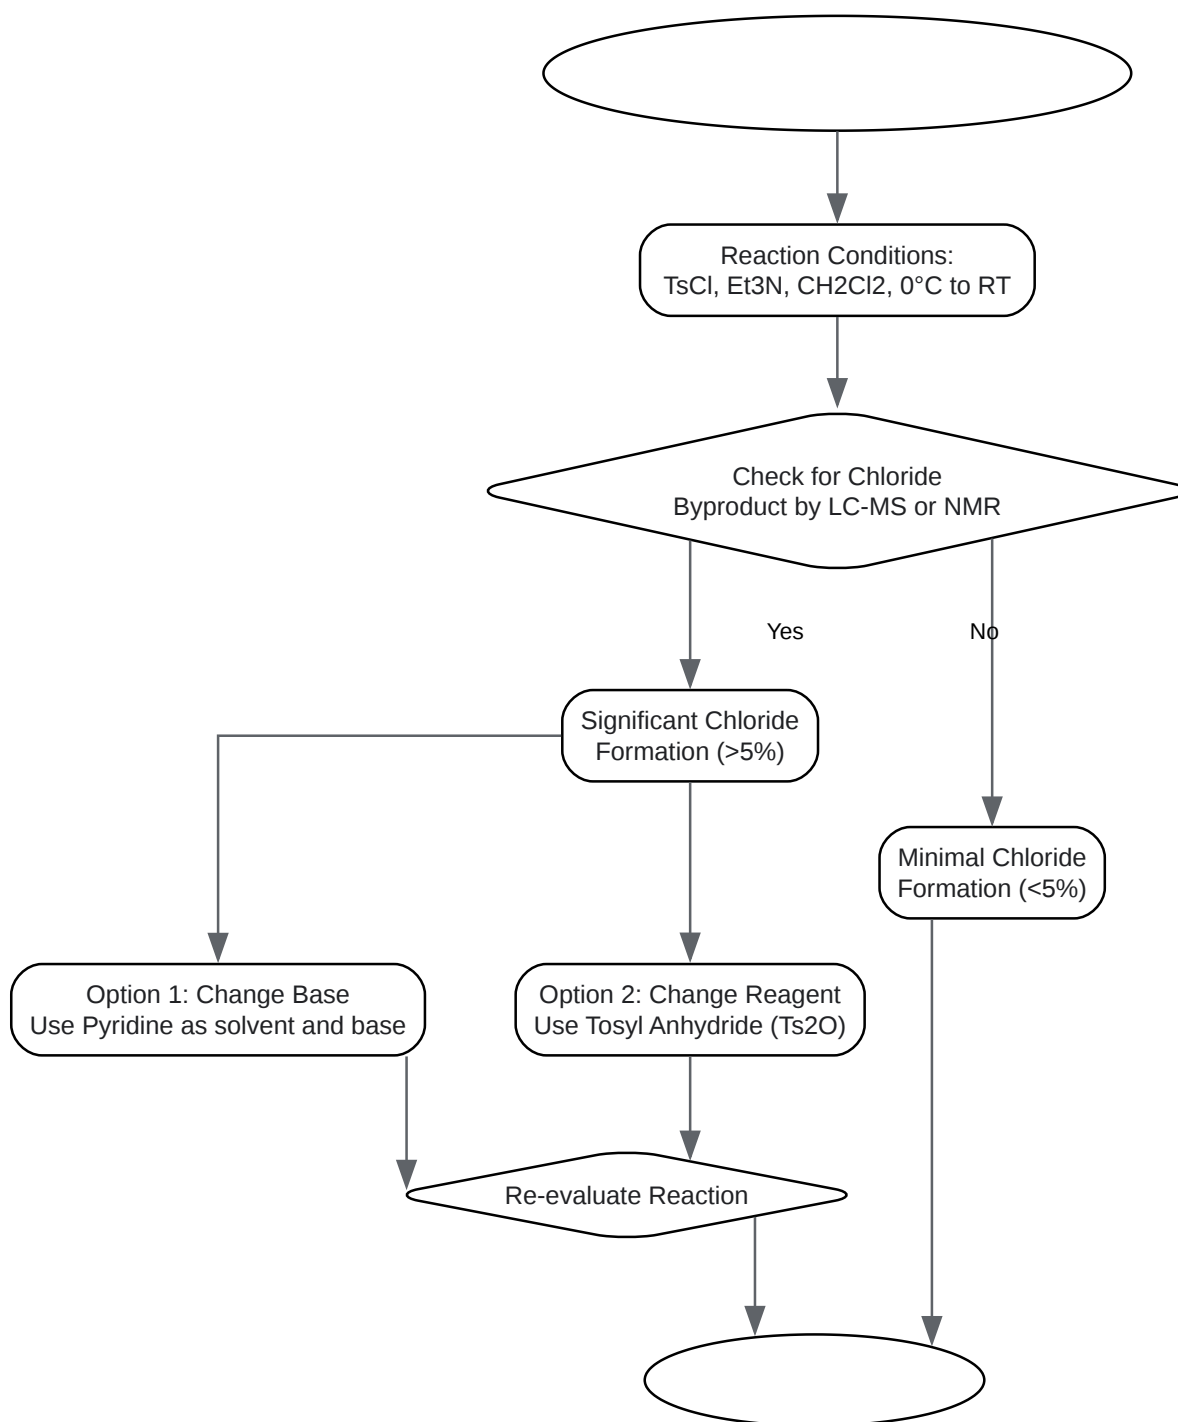 Reaction Conditions:
TsCl, Et3N, CH2Cl2, 0°C to RT
Check for Chloride
Byproduct by LC-MS or NMR
Yes
No
Significant Chloride
Formation (>5%)
Minimal Chloride
Formation (<5%)
Option 1: Change Base
Use Pyridine as solvent and base
Option 2: Change Reagent
Use Tosyl Anhydride (Ts2O)
Re-evaluate Reaction